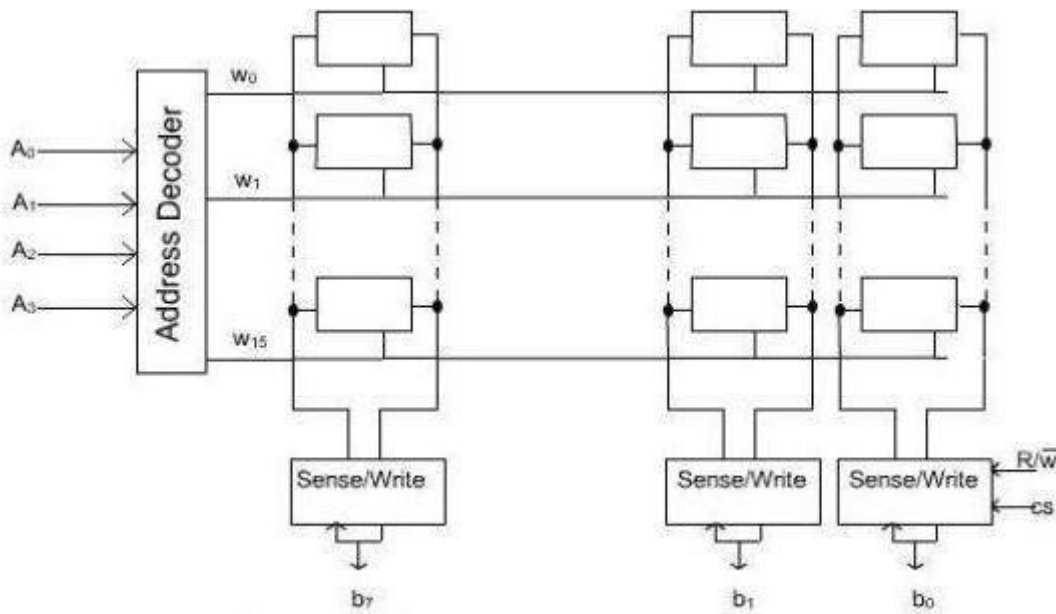 w₀
A₀
A₁
A₂
A₃
Address Decoder
w₁
w₁₅
Sense/Write
Sense/Write
Sense/Write
R/w̅
cs
b₇
b₁
b₀